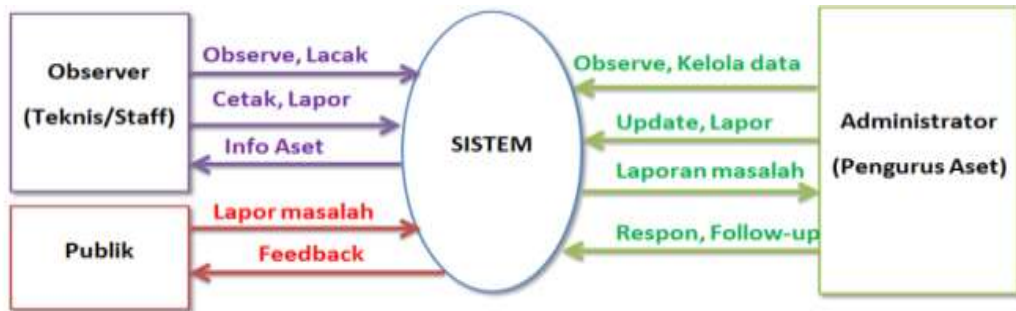 Observer
(Teknis/Staff)
Observe, Lacak
Cetak, Lapor
Info Aset
Publik
Lapor masalah
Feedback
SISTEM
Observe, Kelola data
Update, Lapor
Laporan masalah
Respon, Follow-up
Administrator
(Pengurus Aset)